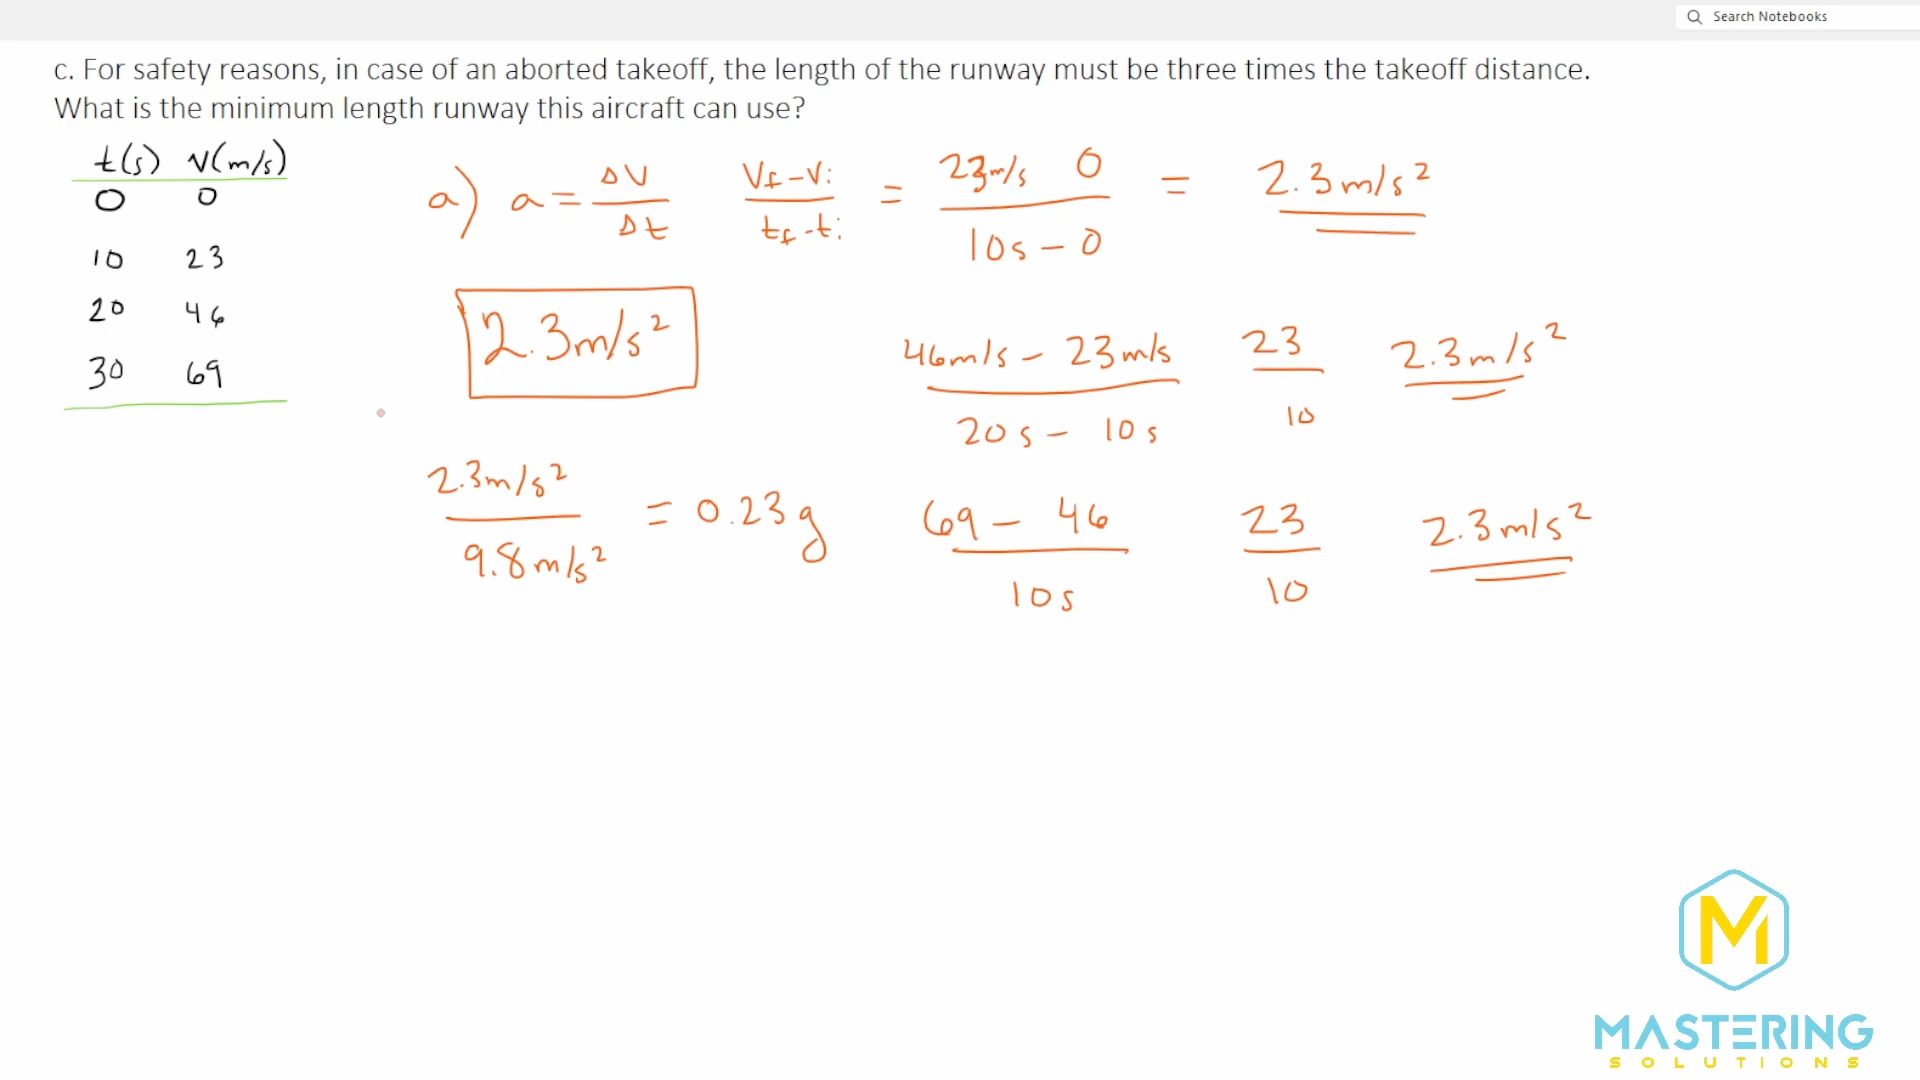 Search Notebooks
c. For safety reasons, in case of an aborted takeoff, the length of the runway must be three times the takeoff distance.
What is the minimum length runway this aircraft can use?
t(s) v(m/s)
0 0
10 23
20 46
30 69
a) a = ΔV/Δt Vf-Vi/tf-ti = 23m/s 0/10s - 0 = 2.3m/s²
2.3m/s²
46m/s - 23m/s/20s - 10s 23/10 2.3m/s²
2.3m/s²/9.8m/s² = 0.23g
69 - 46/10s 23/10 2.3m/s²
M
MASTERING
SOLUTIONS